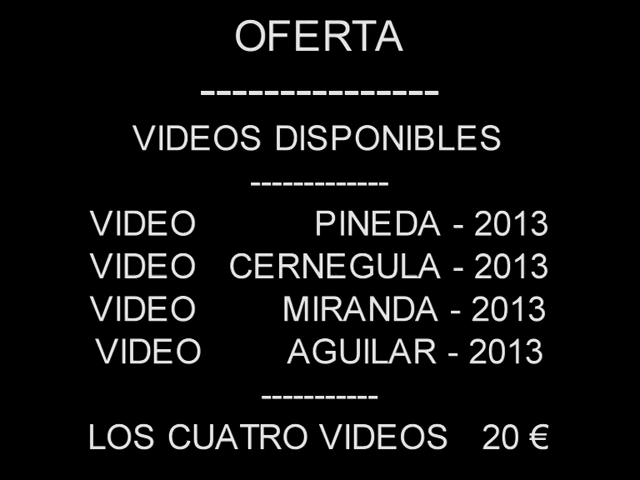 OFERTA
---------------
VIDEOS DISPONIBLES
-------------
VIDEO PINEDA - 2013
VIDEO CERNEGULA - 2013
VIDEO MIRANDA - 2013
VIDEO AGUILAR - 2013
-----------
LOS CUATRO VIDEOS 20 €